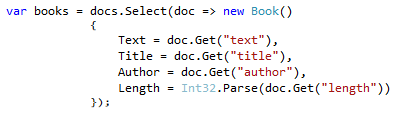 var books = docs.Select(doc => new Book()
{
Text = doc.Get("text"),
Title = doc.Get("title"),
Author = doc.Get("author"),
Length = Int32.Parse(doc.Get("length"))
});